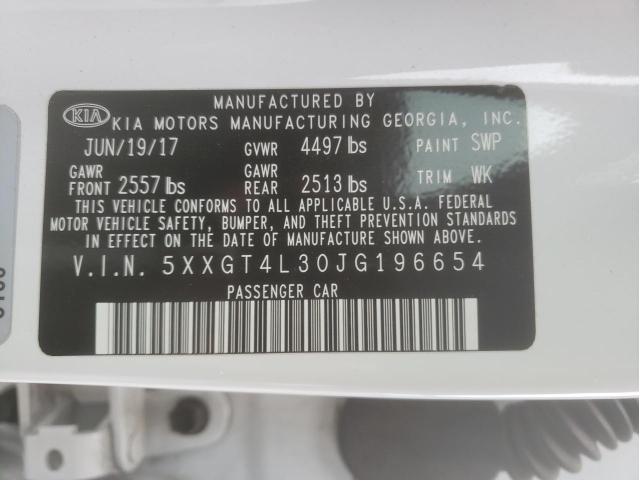 MANUFACTURED BY
KIA KIA MOTORS MANUFACTURING GEORGIA, INC.
JUN/19/17 GVWR 4497 lbs PAINT SWP
GAWR FRONT 2557 lbs GAWR REAR 2513 lbs TRIM WK
THIS VEHICLE CONFORMS TO ALL APPLICABLE U.S.A. FEDERAL
MOTOR VEHICLE SAFETY, BUMPER, AND THEFT PREVENTION STANDARDS
IN EFFECT ON THE DATE OF MANUFACTURE SHOWN ABOVE.
V.I.N. 5XXGT4L30JG196654
PASSENGER CAR